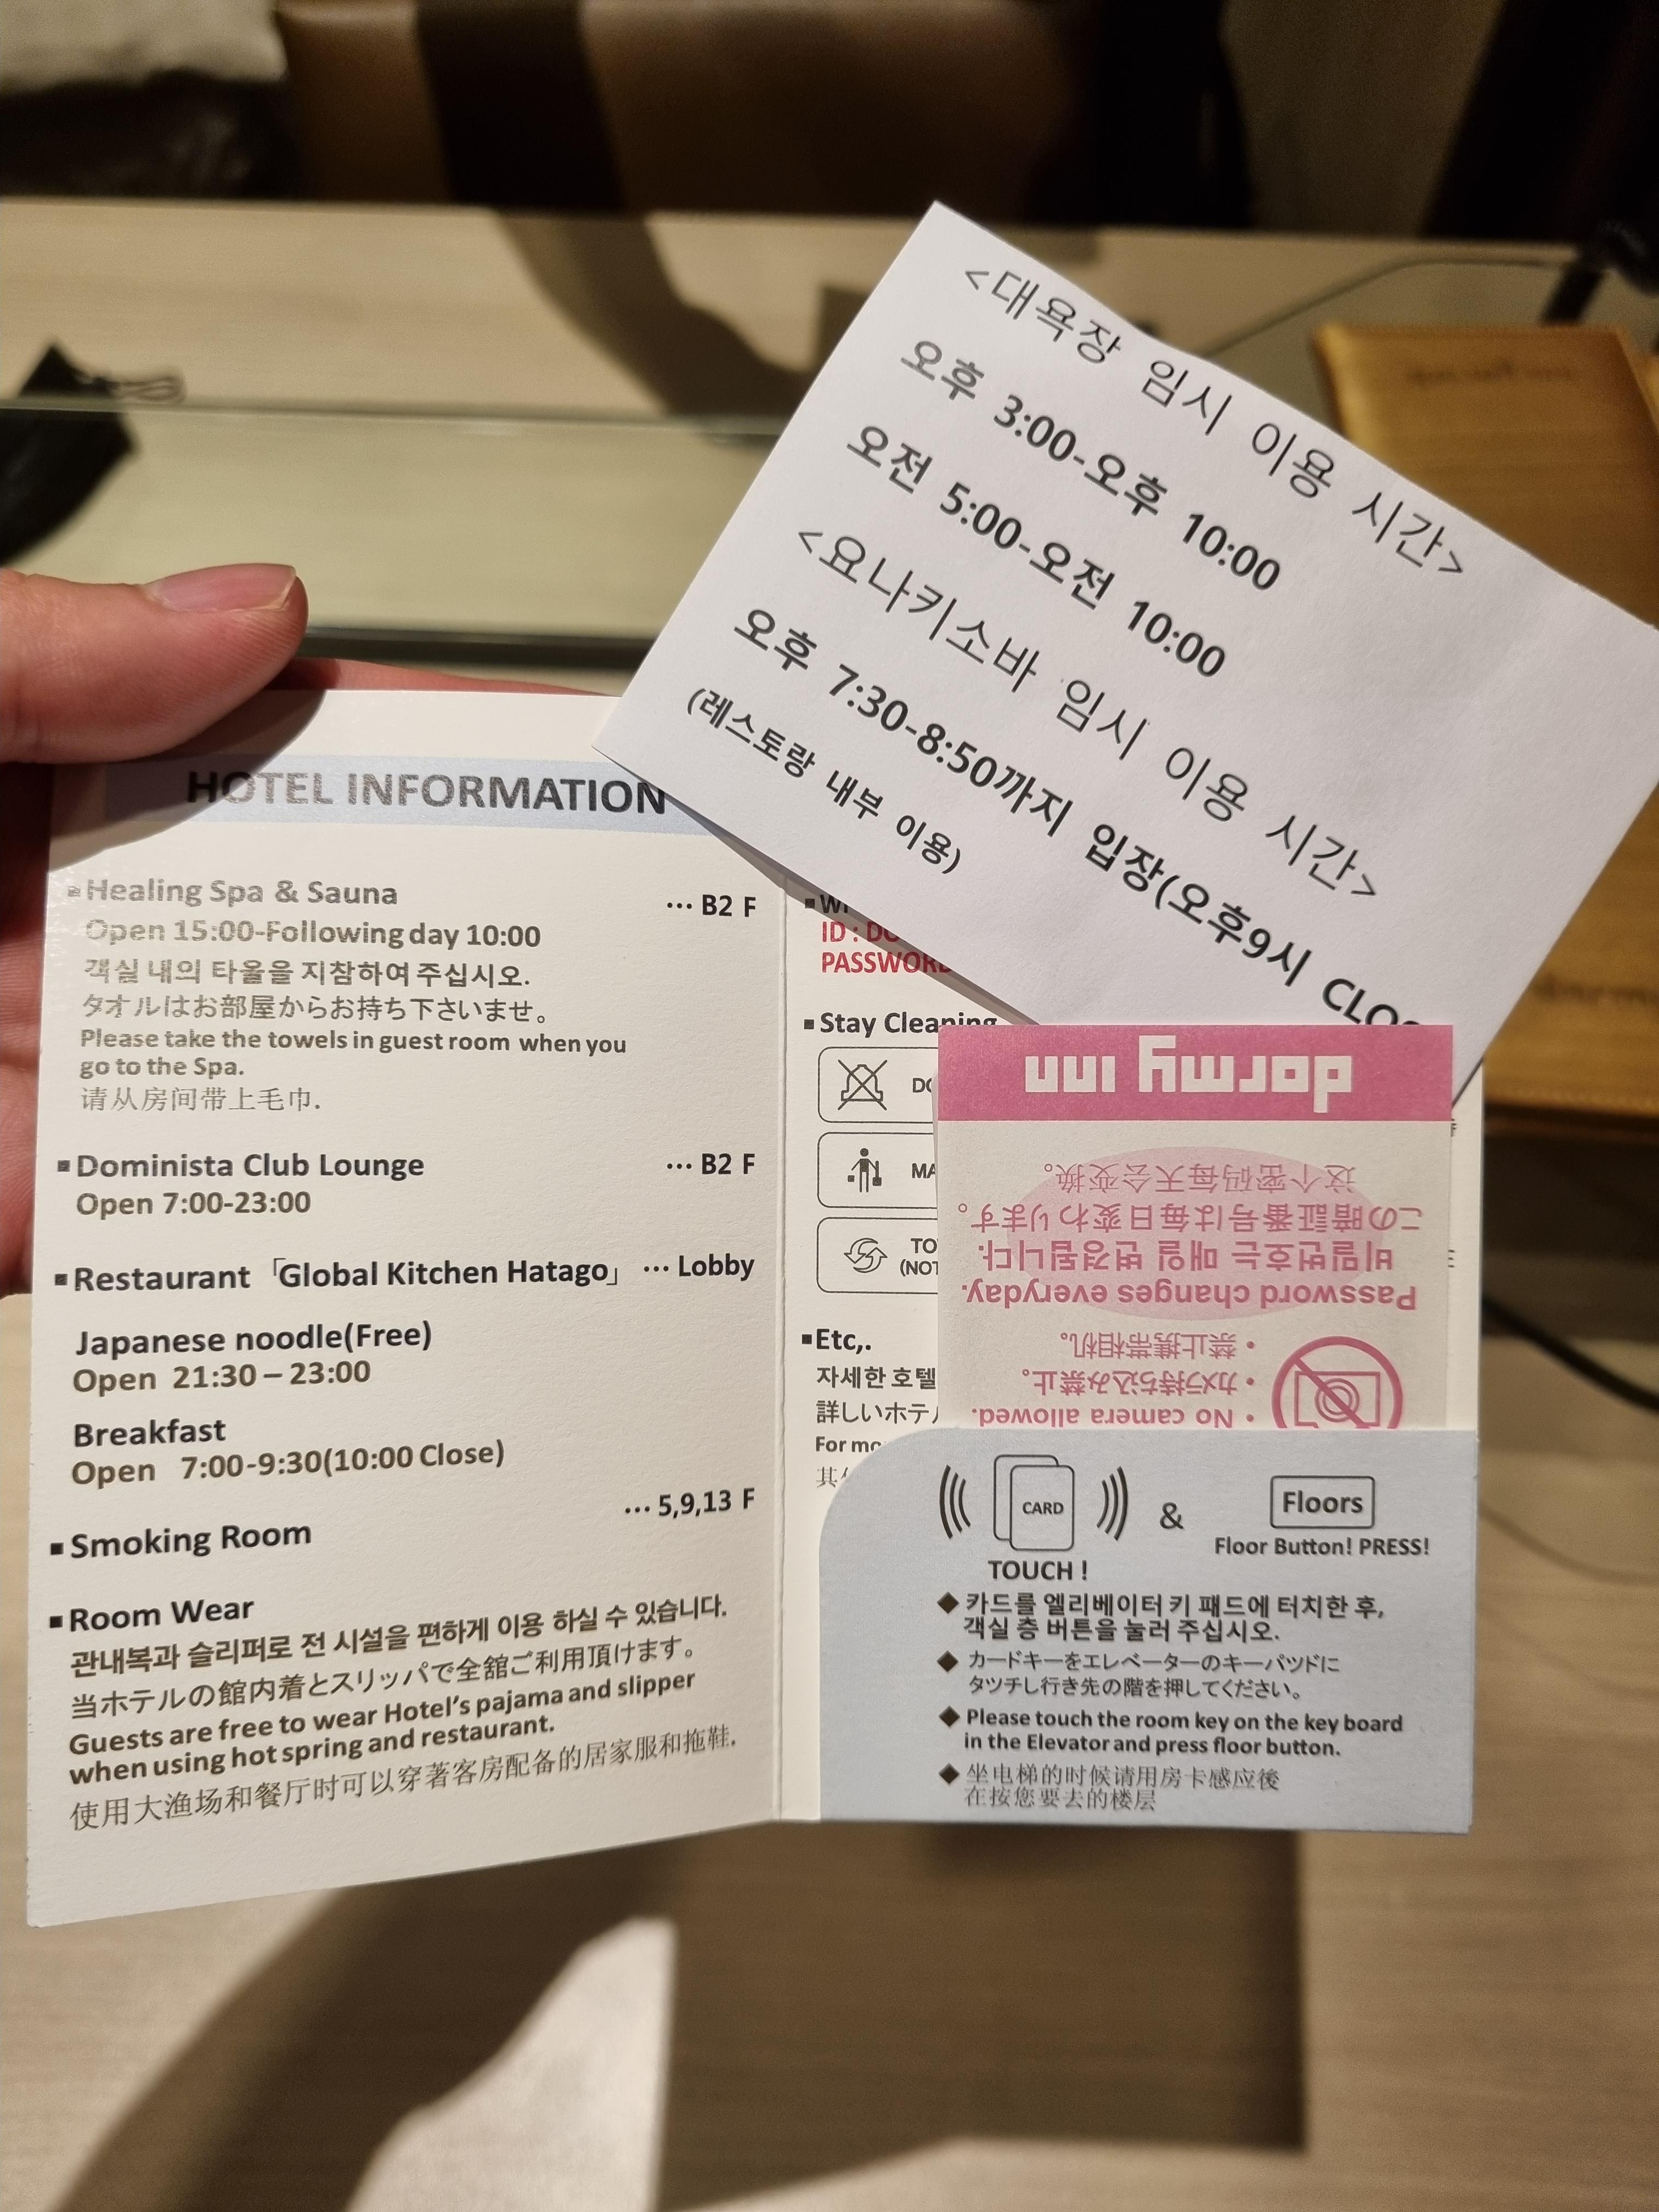 <대욕장 임시 이용 시간>
오후 3:00-오후 10:00
오전 5:00-오전 10:00
<요나키소바 임시 이용 시간>
오후 7:30-8:50까지 입장(오후9시
(레스토랑 내부 이용)
HOTEL INFORMATION
▪Healing Spa & Sauna ... B2 F
Open 15:00-Following day 10:00
객실 내의 타올을 지참하여 주십시오.
タオルはお部屋からお持ち下さいませ。
Please take the towels in guest room when you
go to the Spa.
请从房间带上毛巾.
▪Dominista Club Lounge ... B2 F
Open 7:00-23:00
▪Restaurant 「Global Kitchen Hatago」 ... Lobby
Japanese noodle(Free)
Open 21:30 – 23:00
Breakfast
Open 7:00-9:30(10:00 Close)
▪Smoking Room ... 5,9,13 F
▪Room Wear
관내복과 슬리퍼로 전 시설을 편하게 이용 하실 수 있습니다.
当ホテルの館内着とスリッパで全舘ご利用頂けます。
Guests are free to wear Hotel's pajama and slipper
when using hot spring and restaurant.
使用大渔场和餐厅时可以穿著客房配备的居家服和拖鞋.
ID :
PASSWORD
▪Stay Cleaning
▪Etc,.
자세한 호텔
詳しいホテル
For
dormy inn
这个密码每天会变换。
この暗証番号は毎日変わります。
비밀번호는 매일 변경됩니다.
Password changes everyday.
・禁止携带相机。
・カメラ持ち込み禁止。
・No camera allowed.
CARD & Floors
TOUCH !
Floor Button! PRESS!
◆ 카드를 엘리베이터 키 패드에 터치한 후,
객실 층 버튼을 눌러 주십시오.
◆ カードキーをエレベーターのキーパッドに
タッチし行き先の階を押してください。
◆ Please touch the room key on the key board
in the Elevator and press floor button.
◆ 坐电梯的时候请用房卡感应後
在按您要去的楼层